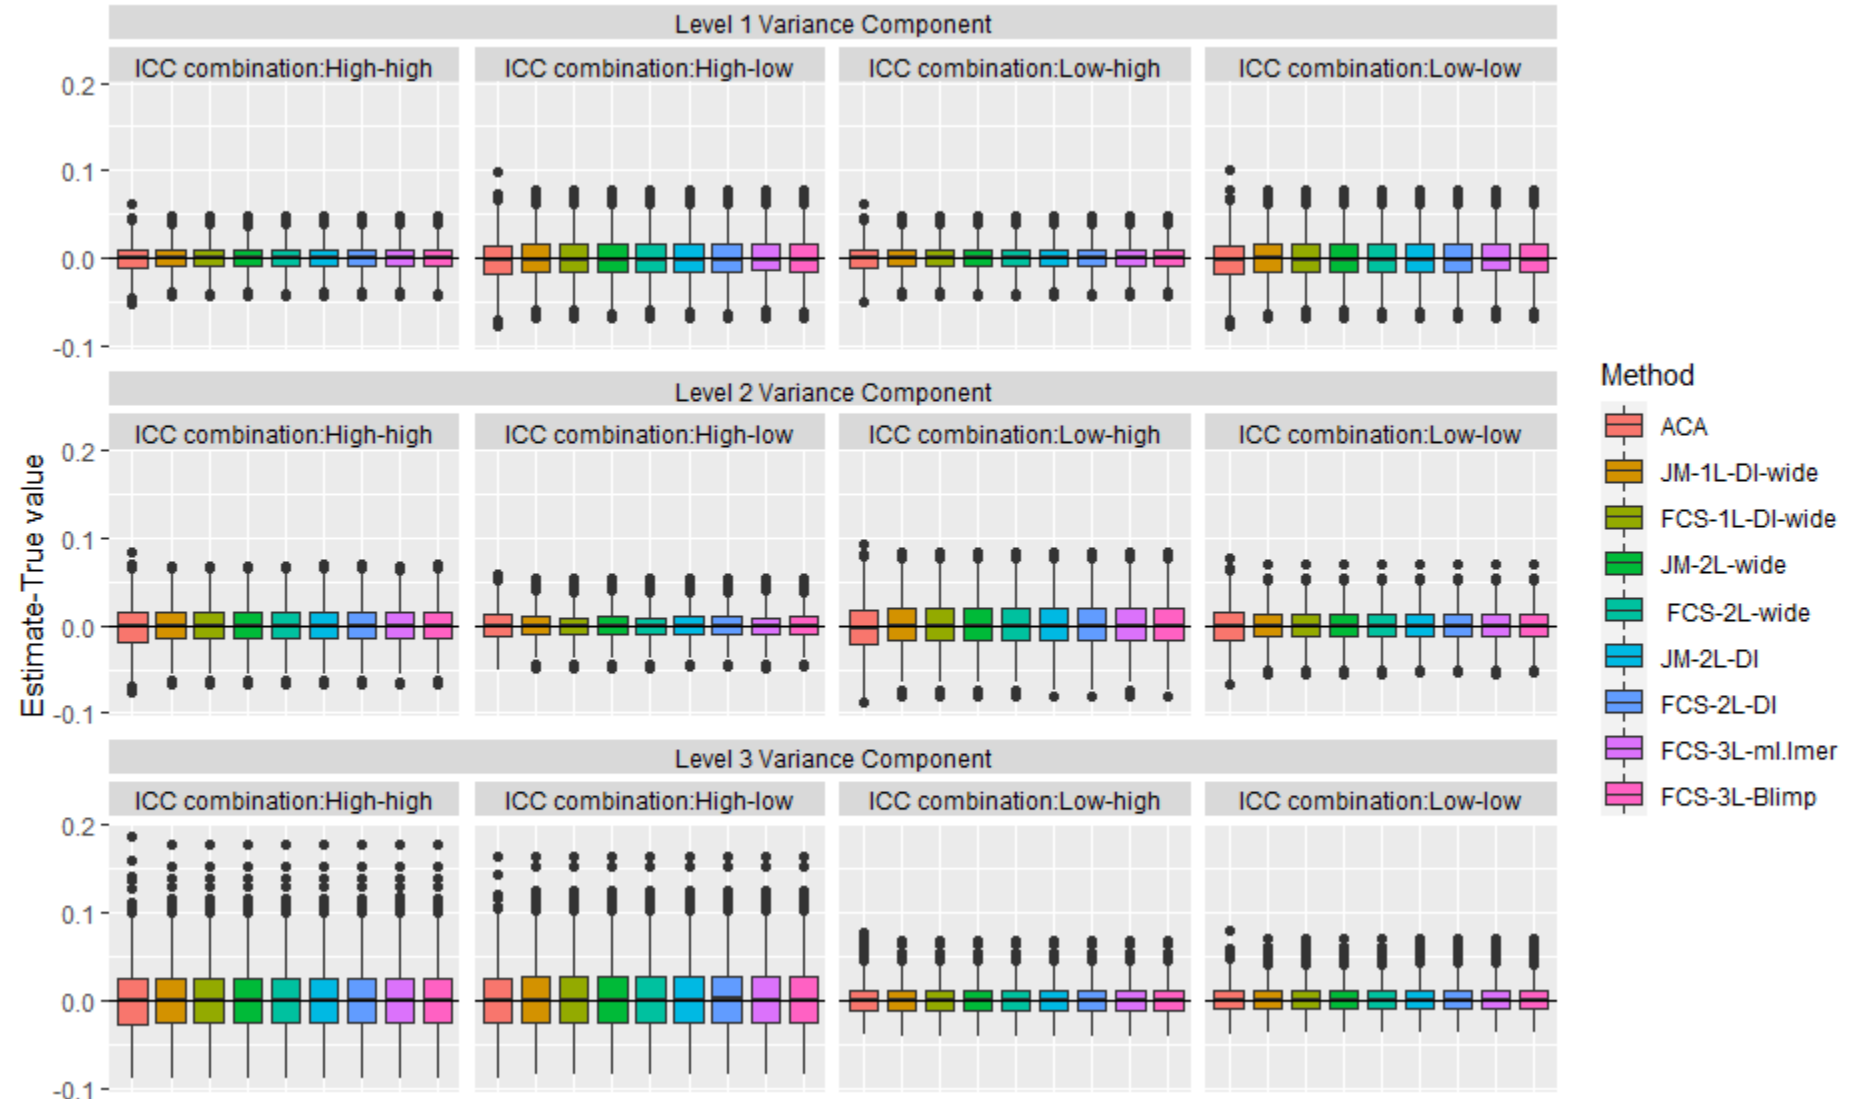 Level 1 Variance Component
ICC combination:High-high ICC combination:High-low ICC combination:Low-high ICC combination:Low-low
0.2
0.1
0.0
-0.1
Level 2 Variance Component
ICC combination:High-high ICC combination:High-low ICC combination:Low-high ICC combination:Low-low
0.2
0.1
0.0
-0.1
Level 3 Variance Component
ICC combination:High-high ICC combination:High-low ICC combination:Low-high ICC combination:Low-low
0.2
0.1
0.0
-0.1
Estimate-True value
Method
ACA
JM-1L-DI-wide
FCS-1L-DI-wide
JM-2L-wide
FCS-2L-wide
JM-2L-DI
FCS-2L-DI
FCS-3L-ml.lmer
FCS-3L-Blimp